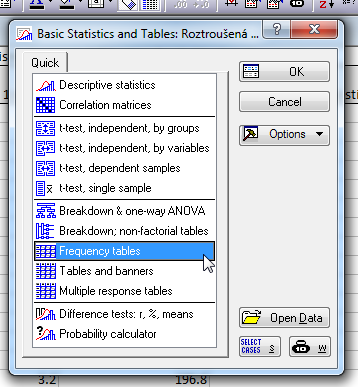 Basic Statistics and Tables: Roztroušená ...
Quick
Descriptive statistics
Correlation matrices
t-test, independent, by groups
t-test, independent, by variables
t-test, dependent samples
t-test, single sample
Breakdown & one-way ANOVA
Breakdown; non-factorial tables
Frequency tables
Tables and banners
Multiple response tables
Difference tests: r, %, means
Probability calculator
OK
Cancel
Options
Open Data
SELECT CASES S
W
3.2 196.8